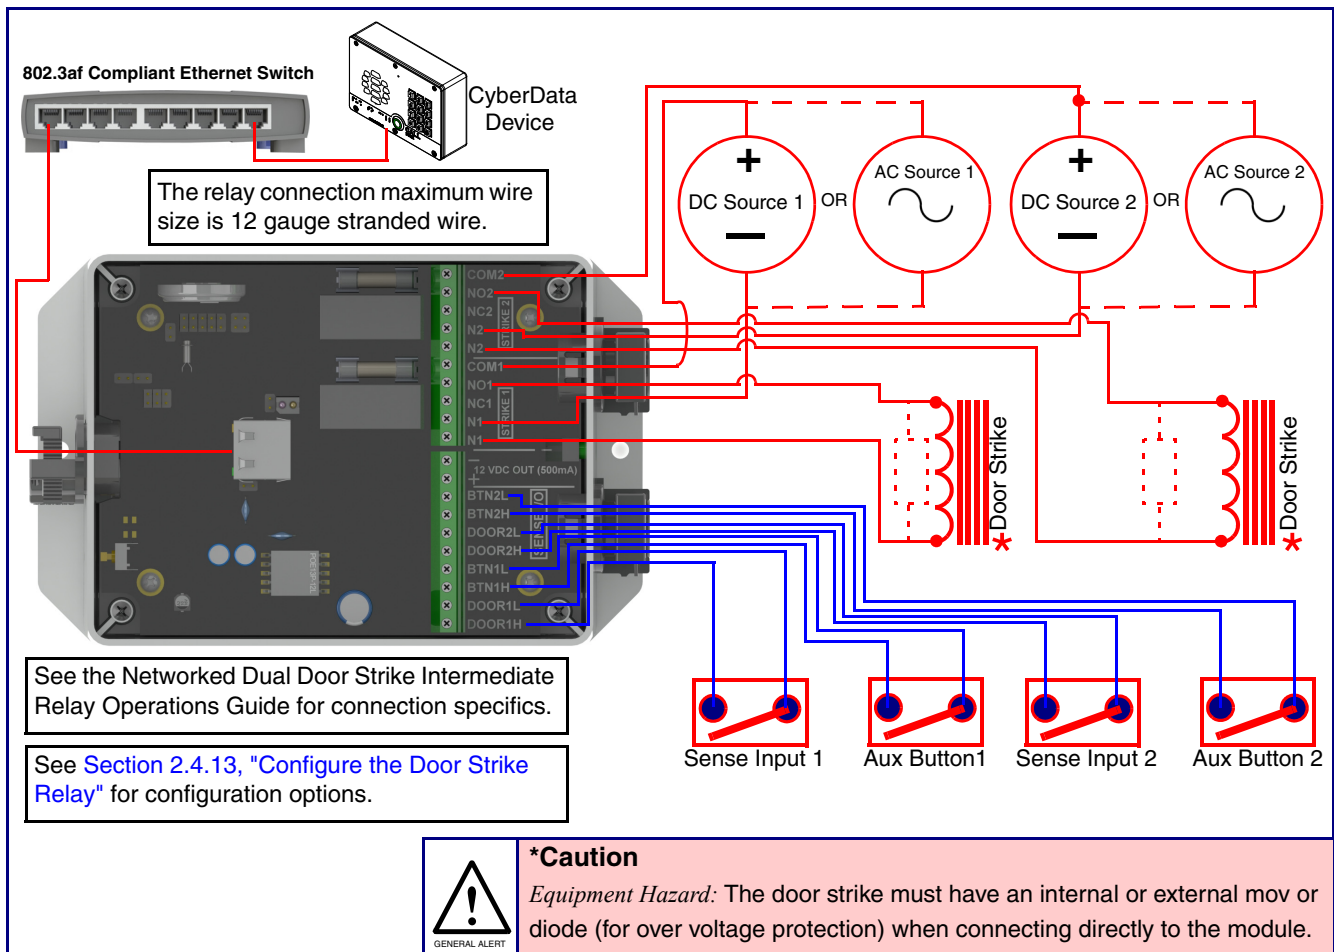 802.3af Compliant Ethernet Switch
CyberData
Device
The relay connection maximum wire
size is 12 gauge stranded wire.
+
DC Source 1
OR
AC Source 1
+
DC Source 2
OR
AC Source 2
COM2
NO2
NC2
N2
N2
STRIKE 2
COM1
NO1
NC1
N1
N1
STRIKE 1
−
+
12 VDC OUT (500mA)
BTN2L
BTN2H
DOOR2L
DOOR2H
BTN1L
BTN1H
DOOR1L
DOOR1H
POE13P-12L
*Door Strike
*Door Strike
Sense Input 1
Aux Button1
Sense Input 2
Aux Button 2
See the Networked Dual Door Strike Intermediate
Relay Operations Guide for connection specifics.
See Section 2.4.13, "Configure the Door Strike
Relay" for configuration options.
GENERAL ALERT
*Caution
Equipment Hazard: The door strike must have an internal or external mov or
diode (for over voltage protection) when connecting directly to the module.